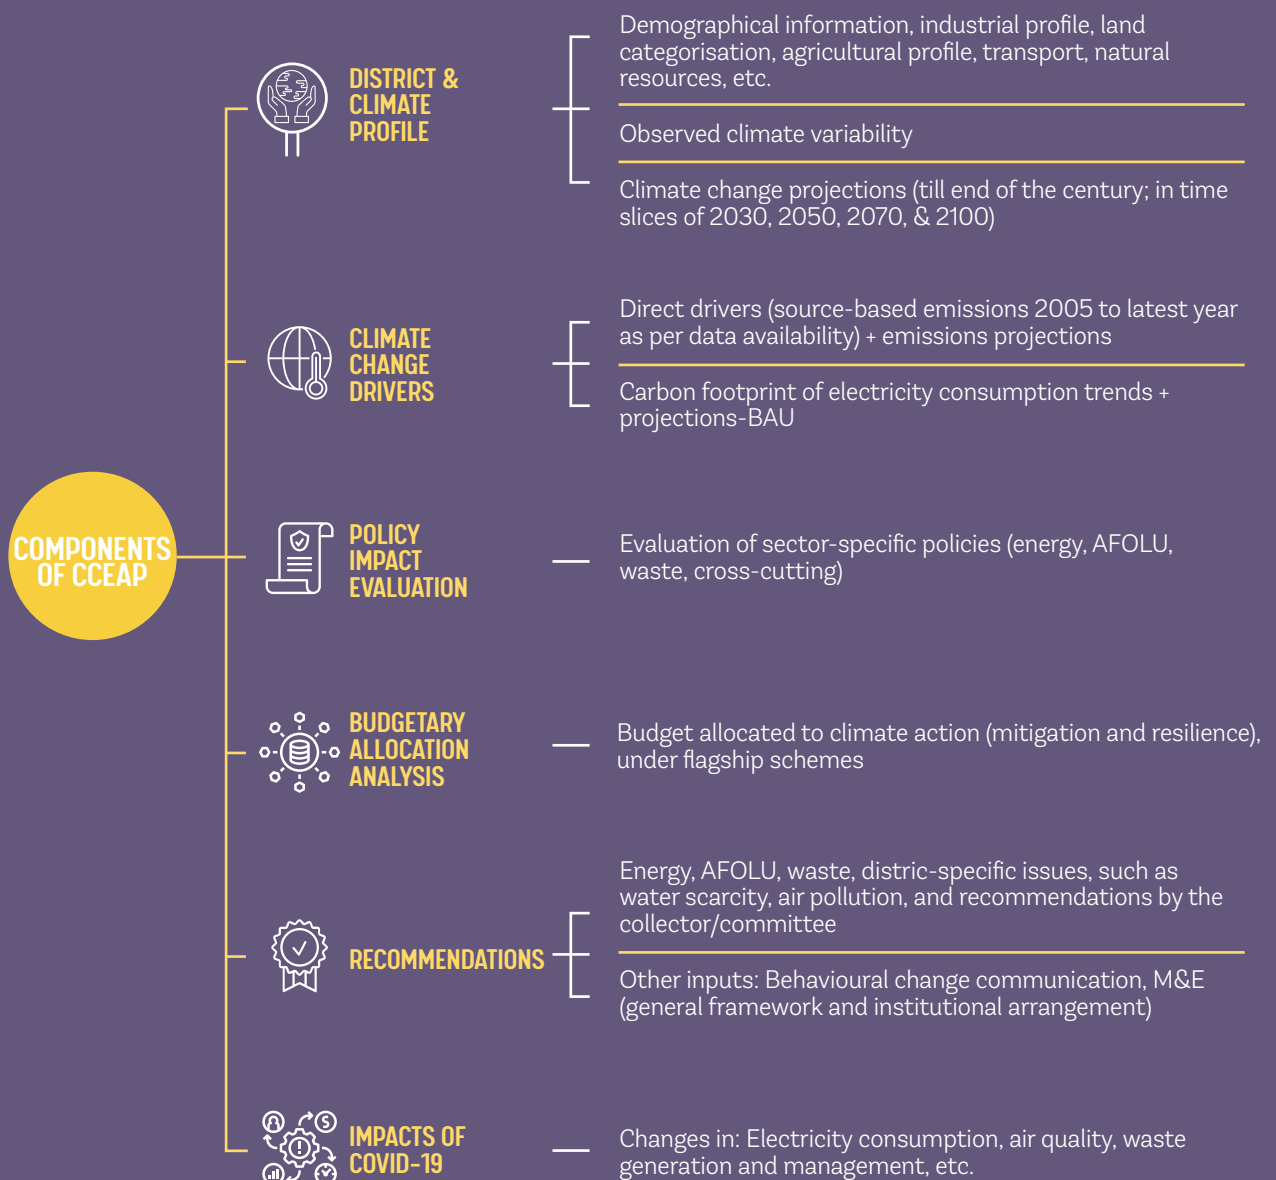 COMPONENTS
OF CCEAP
DISTRICT &
CLIMATE
PROFILE
Demographical information, industrial profile, land
categorisation, agricultural profile, transport, natural
resources, etc.
Observed climate variability
Climate change projections (till end of the century; in time
slices of 2030, 2050, 2070, & 2100)
CLIMATE
CHANGE
DRIVERS
Direct drivers (source-based emissions 2005 to latest year
as per data availability) + emissions projections
Carbon footprint of electricity consumption trends +
projections-BAU
POLICY
IMPACT
EVALUATION
Evaluation of sector-specific policies (energy, AFOLU,
waste, cross-cutting)
BUDGETARY
ALLOCATION
ANALYSIS
Budget allocated to climate action (mitigation and resilience),
under flagship schemes
RECOMMENDATIONS
Energy, AFOLU, waste, distric-specific issues, such as
water scarcity, air pollution, and recommendations by the
collector/committee
Other inputs: Behavioural change communication, M&E
(general framework and institutional arrangement)
IMPACTS OF
COVID-19
Changes in: Electricity consumption, air quality, waste
generation and management, etc.